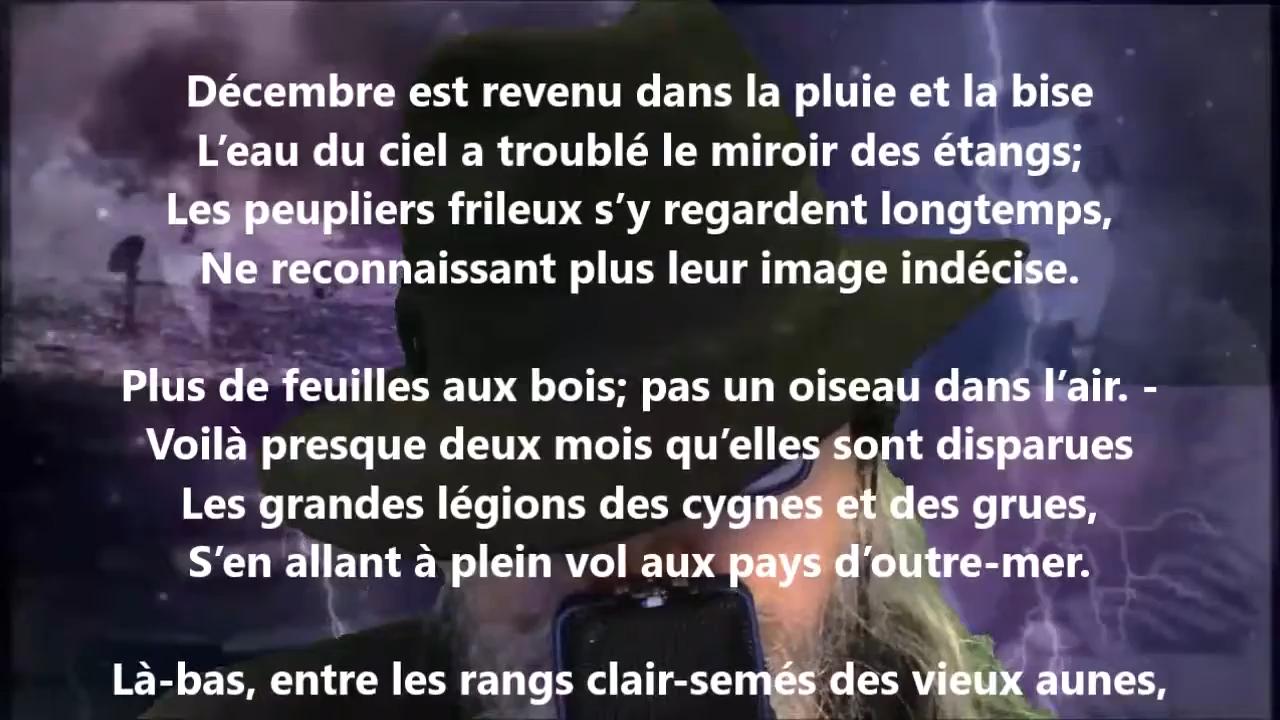 Décembre est revenu dans la pluie et la bise
L’eau du ciel a troublé le miroir des étangs;
Les peupliers frileux s’y regardent longtemps,
Ne reconnaissant plus leur image indécise.
Plus de feuilles aux bois; pas un oiseau dans l’air. -
Voilà presque deux mois qu’elles sont disparues
Les grandes légions des cygnes et des grues,
S’en allant à plein vol aux pays d’outre-mer.
Là-bas, entre les rangs clair-semés des vieux aunes,